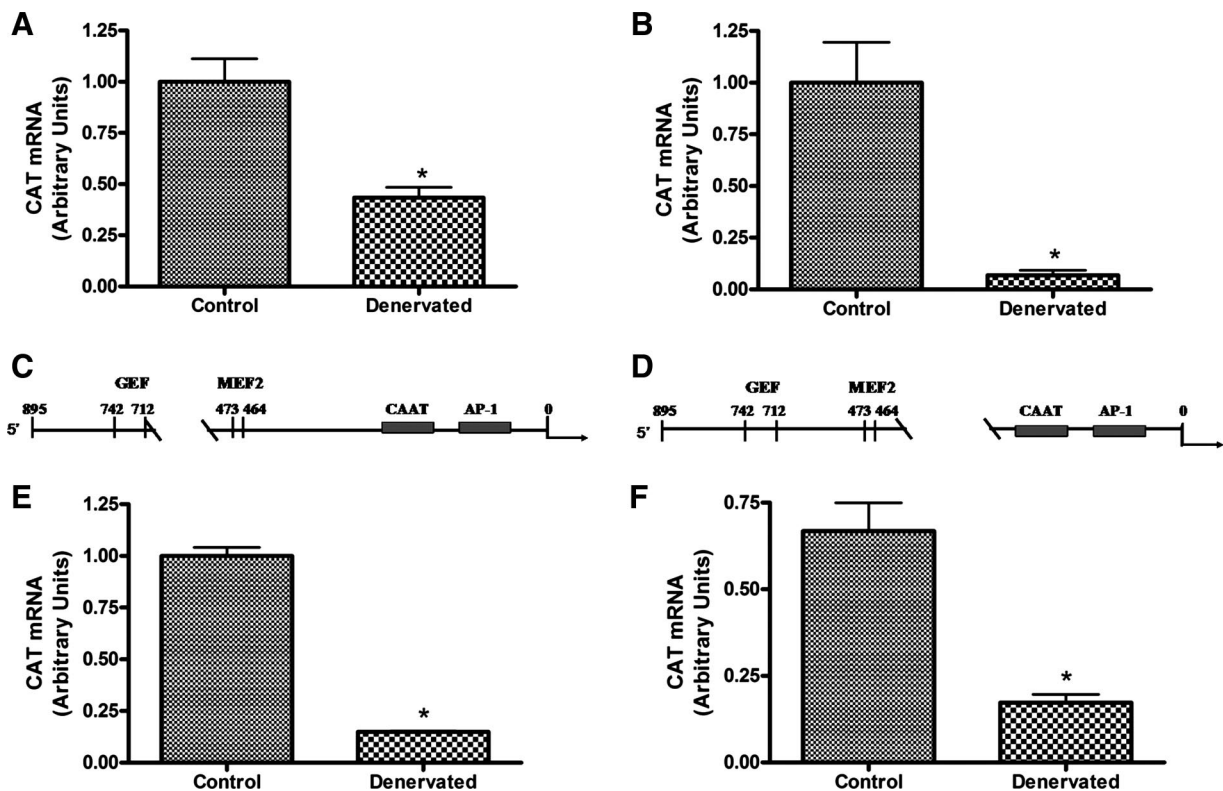 A
CAT mRNA
(Arbitrary Units)
1.25
1.00
0.75
0.50
0.25
0.00
*
Control
Denervated
B
CAT mRNA
(Arbitrary Units)
1.25
1.00
0.75
0.50
0.25
0.00
*
Control
Denervated
C
GEF
MEF2
895
742
712
473
464
CAAT
AP-1
0
5'
D
GEF
MEF2
895
742
712
473
464
CAAT
AP-1
0
5'
E
CAT mRNA
(Arbitrary Units)
1.25
1.00
0.75
0.50
0.25
0.00
*
Control
Denervated
F
CAT mRNA
(Arbitrary Units)
0.75
0.50
0.25
0.00
*
Control
Denervated